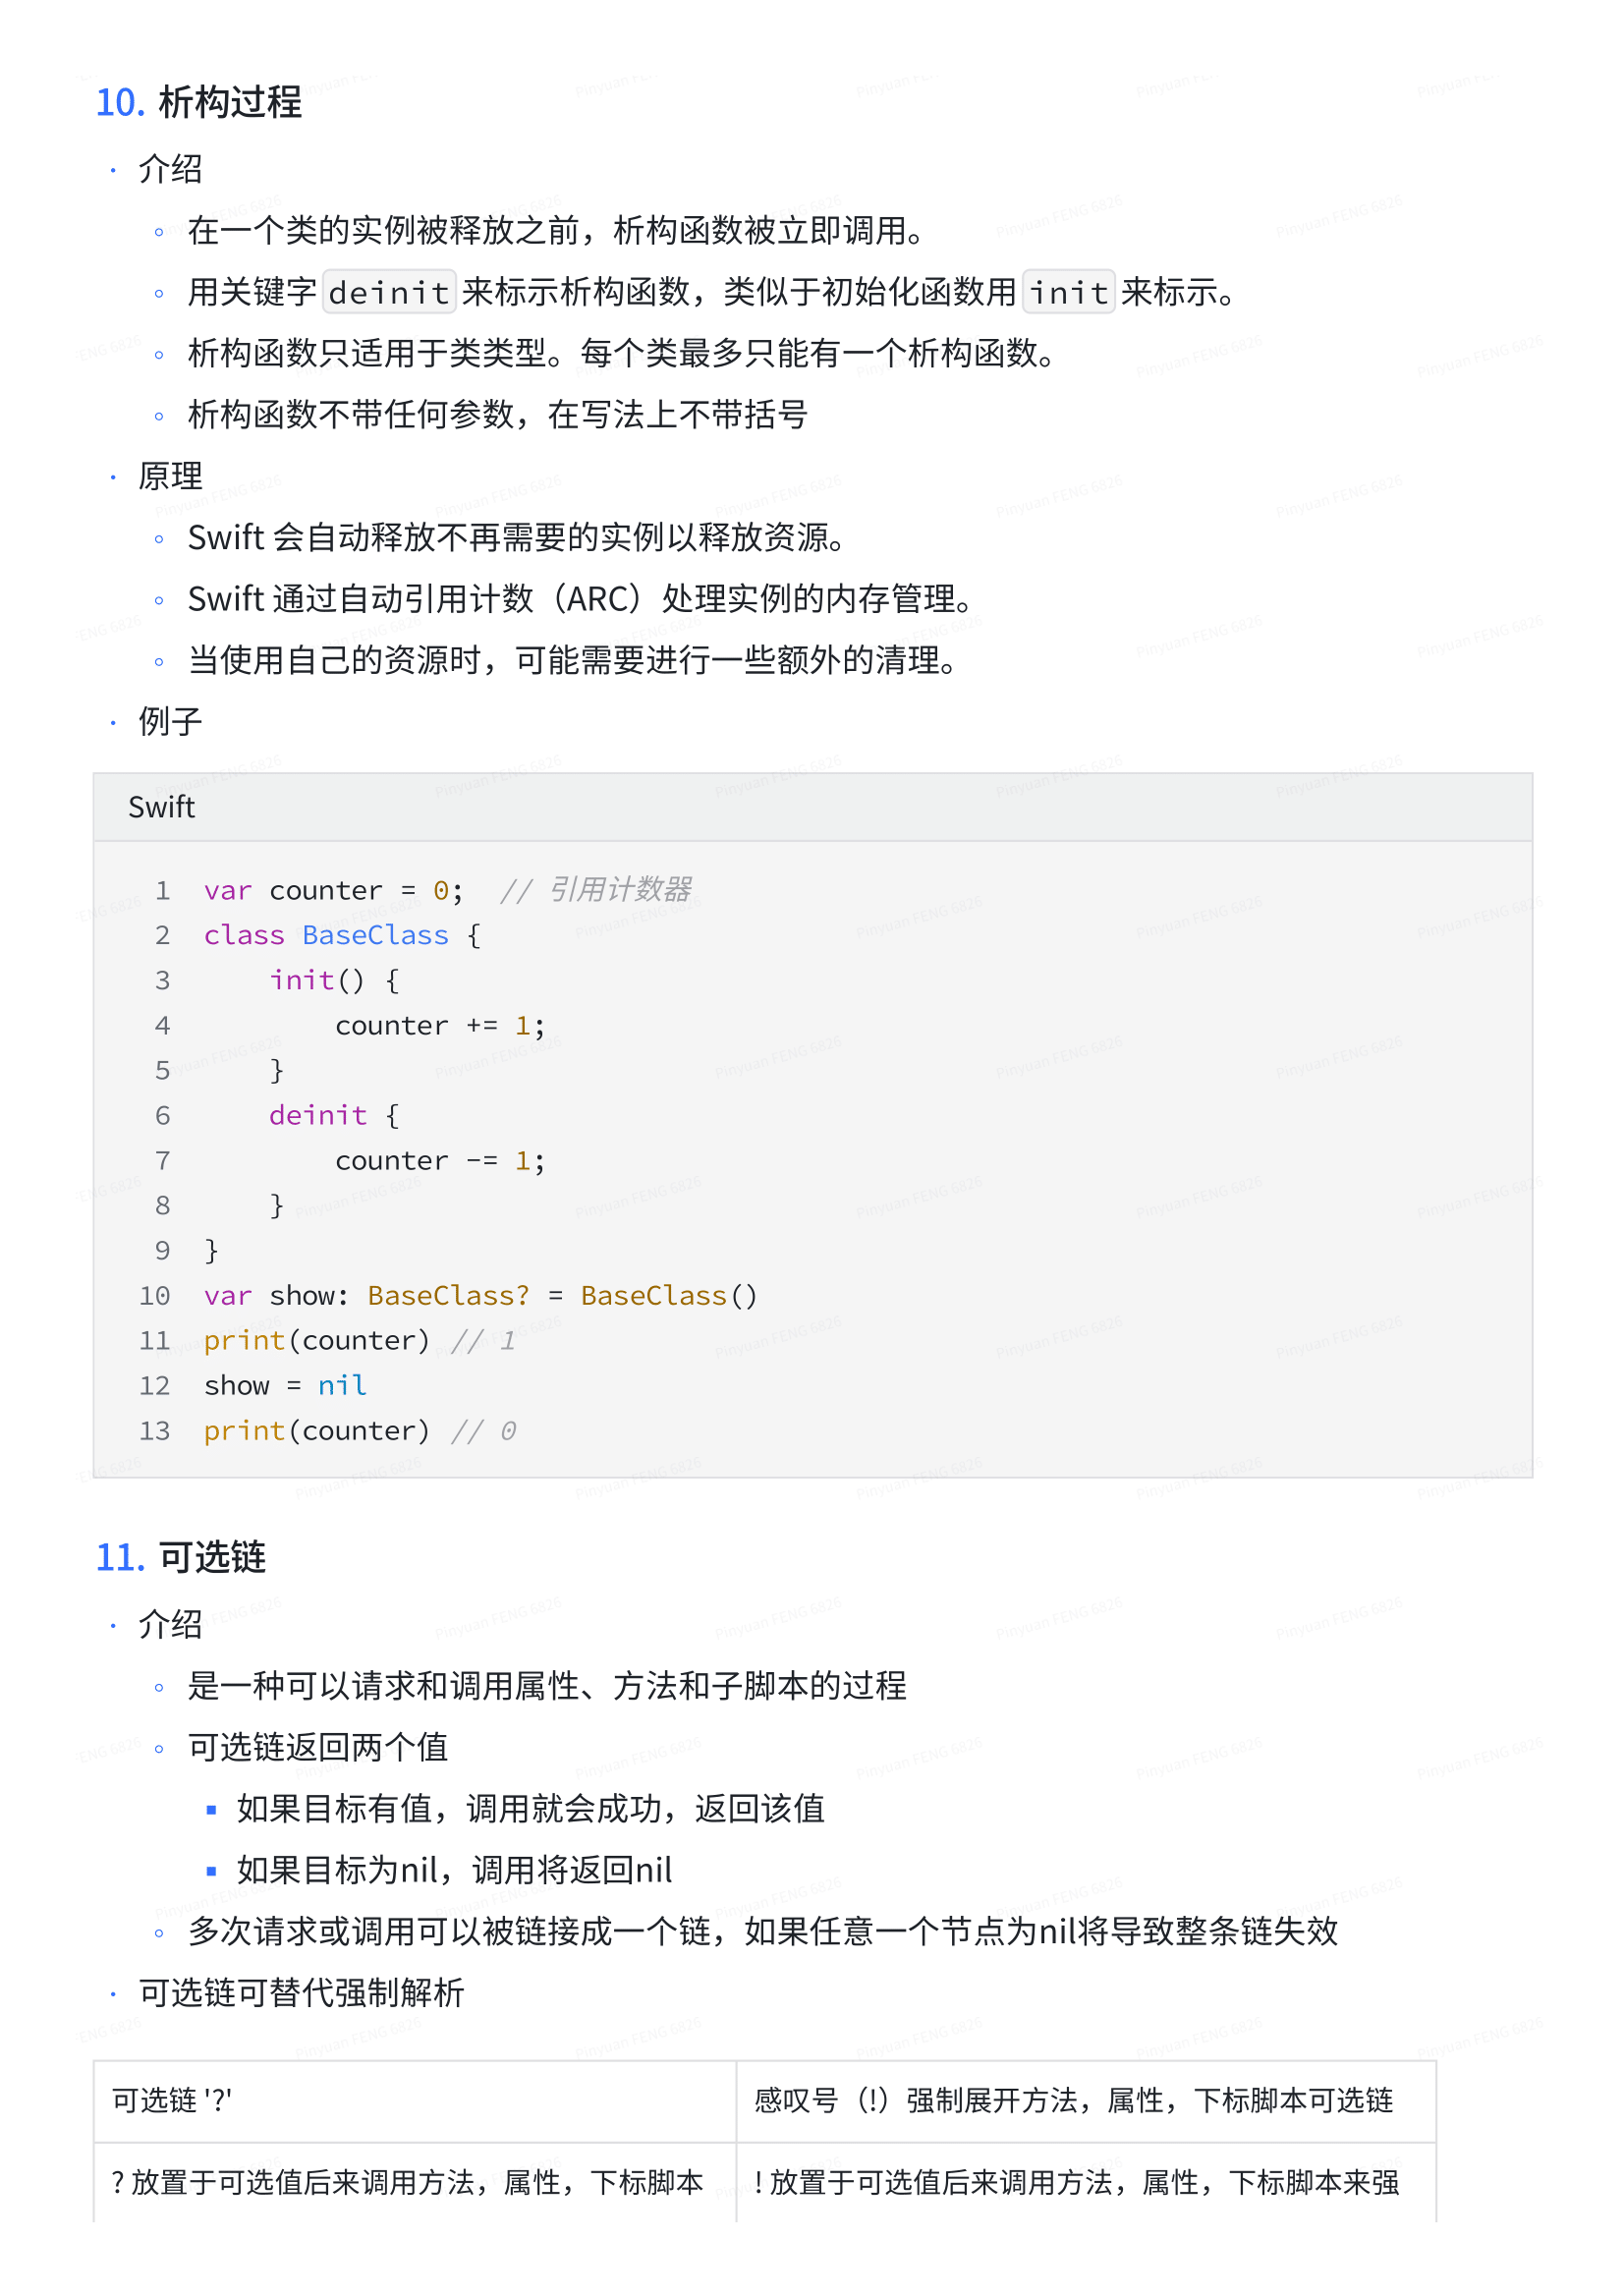 10. 析构过程
• 介绍
◦ 在一个类的实例被释放之前，析构函数被立即调用。
◦ 用关键字 deinit 来标示析构函数，类似于初始化函数用 init 来标示。
◦ 析构函数只适用于类类型。每个类最多只能有一个析构函数。
◦ 析构函数不带任何参数，在写法上不带括号
• 原理
◦ Swift 会自动释放不再需要的实例以释放资源。
◦ Swift 通过自动引用计数（ARC）处理实例的内存管理。
◦ 当使用自己的资源时，可能需要进行一些额外的清理。
• 例子
Swift
1 var counter = 0;  // 引用计数器
2 class BaseClass {
3     init() {
4         counter += 1;
5     }
6     deinit {
7         counter -= 1;
8     }
9 }
10 var show: BaseClass? = BaseClass()
11 print(counter) // 1
12 show = nil
13 print(counter) // 0
11. 可选链
• 介绍
◦ 是一种可以请求和调用属性、方法和子脚本的过程
◦ 可选链返回两个值
▪ 如果目标有值，调用就会成功，返回该值
▪ 如果目标为nil，调用将返回nil
◦ 多次请求或调用可以被链接成一个链，如果任意一个节点为nil将导致整条链失效
• 可选链可替代强制解析
可选链 '?'
感叹号（!）强制展开方法，属性，下标脚本可选链
? 放置于可选值后来调用方法，属性，下标脚本
! 放置于可选值后来调用方法，属性，下标脚本来强
Pinyuan FENG 6826